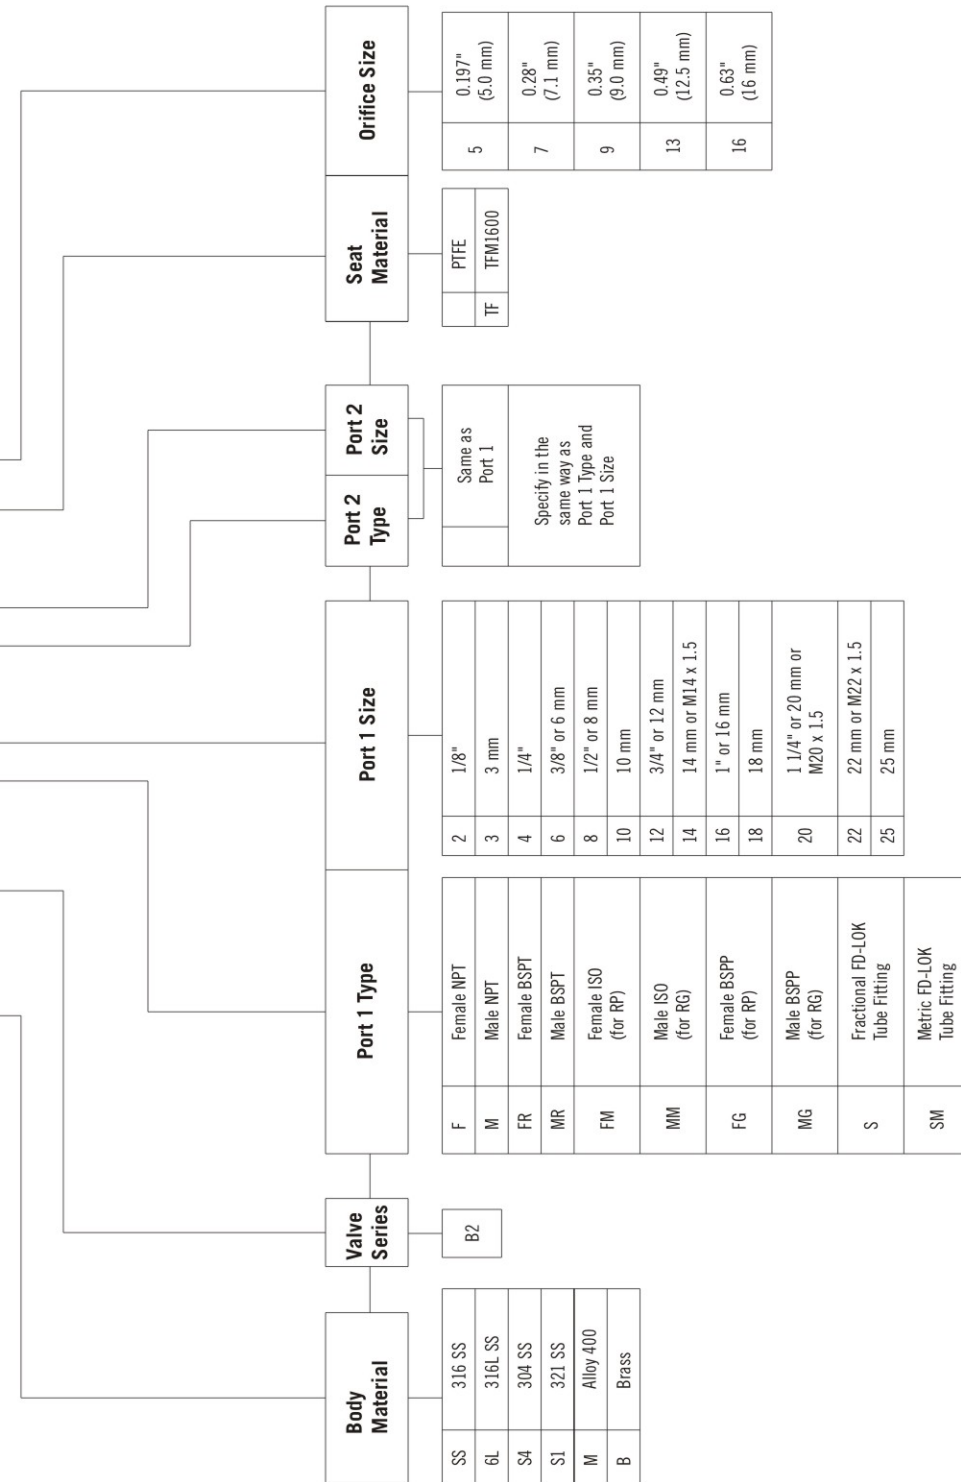 Body
Material
SS 316 SS
6L 316L SS
S4 304 SS
S1 321 SS
M Alloy 400
B Brass
Valve
Series
B2
Port 1 Type
F Female NPT
M Male NPT
FR Female BSPT
MR Male BSPT
FM Female ISO
(for RP)
MM Male ISO
(for RG)
FG Female BSPP
(for RP)
MG Male BSPP
(for RG)
S Fractional FD-LOK
Tube Fitting
SM Metric FD-LOK
Tube Fitting
Port 1 Size
2 1/8"
3 3 mm
4 1/4"
6 3/8" or 6 mm
8 1/2" or 8 mm
10 10 mm
12 3/4" or 12 mm
14 14 mm or M14 x 1.5
16 1" or 16 mm
18 18 mm
20 1 1/4" or 20 mm or
M20 x 1.5
22 22 mm or M22 x 1.5
25 25 mm
Port 2
Type
Port 2
Size
Same as
Port 1
Specify in the
same way as
Port 1 Type and
Port 1 Size
Seat
Material
PTFE
TF TFM1600
Orifice Size
5 0.197"
(5.0 mm)
7 0.28"
(7.1 mm)
9 0.35"
(9.0 mm)
13 0.49"
(12.5 mm)
16 0.63"
(16 mm)